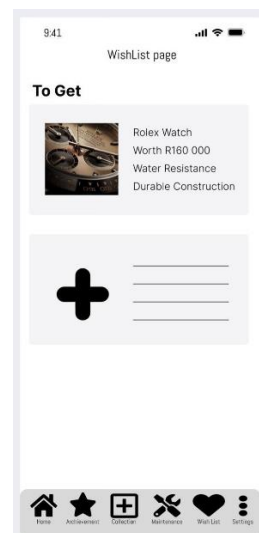 9:41
WishList page
To Get
Rolex Watch
Worth R160 000
Water Resistance
Durable Construction
Home Archievement Collection Maintenance Wish List Settings